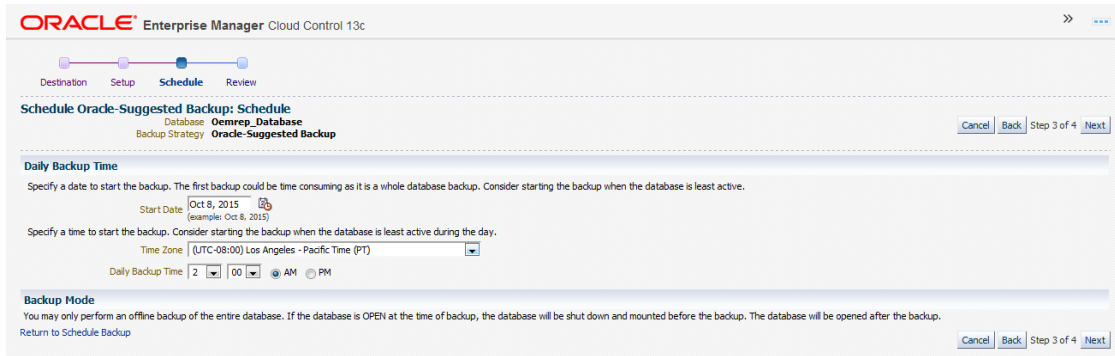 ORACLE Enterprise Manager Cloud Control 13c
Destination Setup Schedule Review
Schedule Oracle-Suggested Backup: Schedule
Database Oemrep_Database
Backup Strategy Oracle-Suggested Backup
Cancel Back Step 3 of 4 Next
Daily Backup Time
Specify a date to start the backup. The first backup could be time consuming as it is a whole database backup. Consider starting the backup when the database is least active.
Start Date Oct 8, 2015
(example: Oct 8, 2015)
Specify a time to start the backup. Consider starting the backup when the database is least active during the day.
Time Zone (UTC-08:00) Los Angeles - Pacific Time (PT)
Daily Backup Time 2 00 AM PM
Backup Mode
You may only perform an offline backup of the entire database. If the database is OPEN at the time of backup, the database will be shut down and mounted before the backup. The database will be opened after the backup.
Return to Schedule Backup
Cancel Back Step 3 of 4 Next